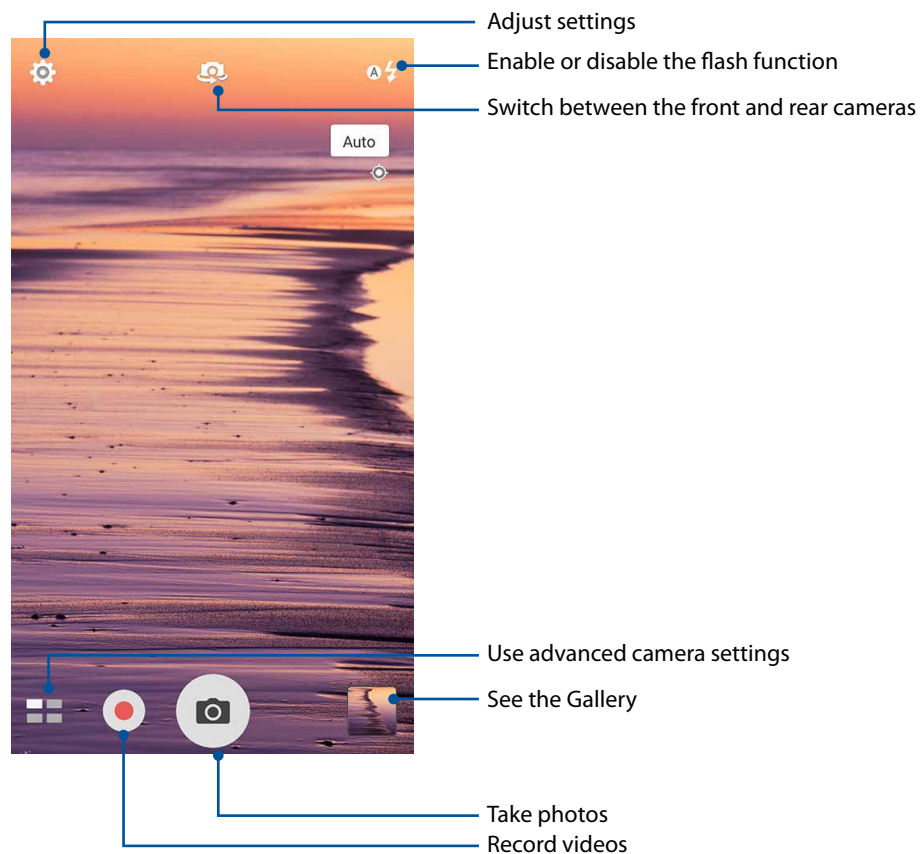 Adjust settings
Enable or disable the flash function
A
Switch between the front and rear cameras
Auto
Use advanced camera settings
See the Gallery
Take photos
Record videos